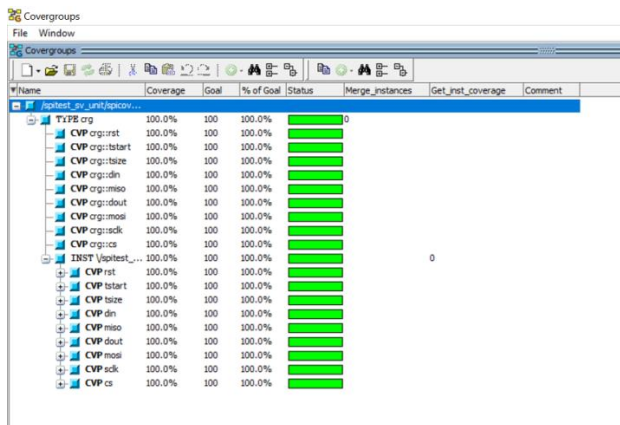 Covergroups
File Window
Covergroups
Name Coverage Goal % of Goal Status Merge_instances Get_inst_coverage Comment
/spitest_sv_unit/spicov...
TYPE crg 100.0% 100 100.0% 0
CVP crg::rst 100.0% 100 100.0%
CVP crg::tstart 100.0% 100 100.0%
CVP crg::tsize 100.0% 100 100.0%
CVP crg::din 100.0% 100 100.0%
CVP crg::miso 100.0% 100 100.0%
CVP crg::dout 100.0% 100 100.0%
CVP crg::mosi 100.0% 100 100.0%
CVP crg::sclk 100.0% 100 100.0%
CVP crg::cs 100.0% 100 100.0%
INST \/spitest_... 100.0% 100 100.0% 0
CVP rst 100.0% 100 100.0%
CVP tstart 100.0% 100 100.0%
CVP tsize 100.0% 100 100.0%
CVP din 100.0% 100 100.0%
CVP miso 100.0% 100 100.0%
CVP dout 100.0% 100 100.0%
CVP mosi 100.0% 100 100.0%
CVP sclk 100.0% 100 100.0%
CVP cs 100.0% 100 100.0%